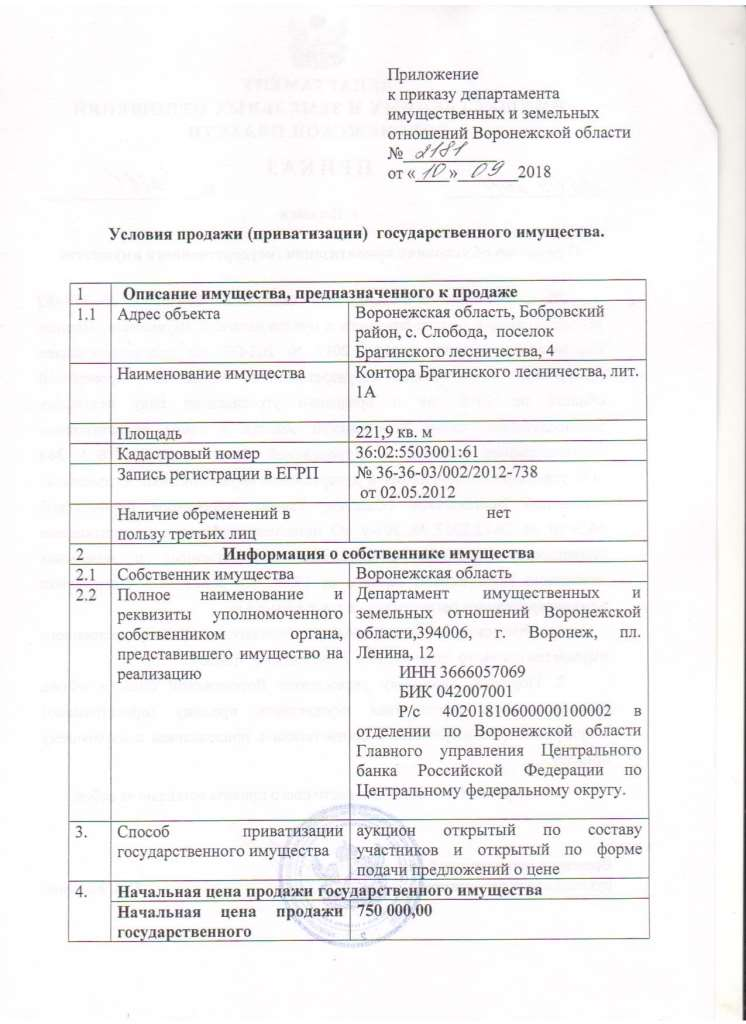 Приложение
к приказу департамента
имущественных и земельных
отношений Воронежской области
№ 2181
от « 10 » 09 2018
Условия продажи (приватизации) государственного имущества.
1 Описание имущества, предназначенного к продаже
1.1 Адрес объекта Воронежская область, Бобровский
район, с. Слобода, поселок
Брагинского лесничества, 4
Наименование имущества Контора Брагинского лесничества, лит.
1А
Площадь 221,9 кв. м
Кадастровый номер 36:02:5503001:61
Запись регистрации в ЕГРП № 36-36-03/002/2012-738
от 02.05.2012
Наличие обременений в нет
пользу третьих лиц
2 Информация о собственнике имущества
2.1 Собственник имущества Воронежская область
2.2 Полное наименование и Департамент имущественных и
реквизиты уполномоченного земельных отношений Воронежской
собственником органа, области,394006, г. Воронеж, пл.
представившего имущество на Ленина, 12
реализацию ИНН 3666057069
БИК 042007001
Р/с 40201810600000100002 в
отделении по Воронежской области
Главного управления Центрального
банка Российской Федерации по
Центральному федеральному округу.
3. Способ приватизации аукцион открытый по составу
государственного имущества участников и открытый по форме
подачи предложений о цене
4. Начальная цена продажи государственного имущества
Начальная цена продажи 750 000,00
государственного